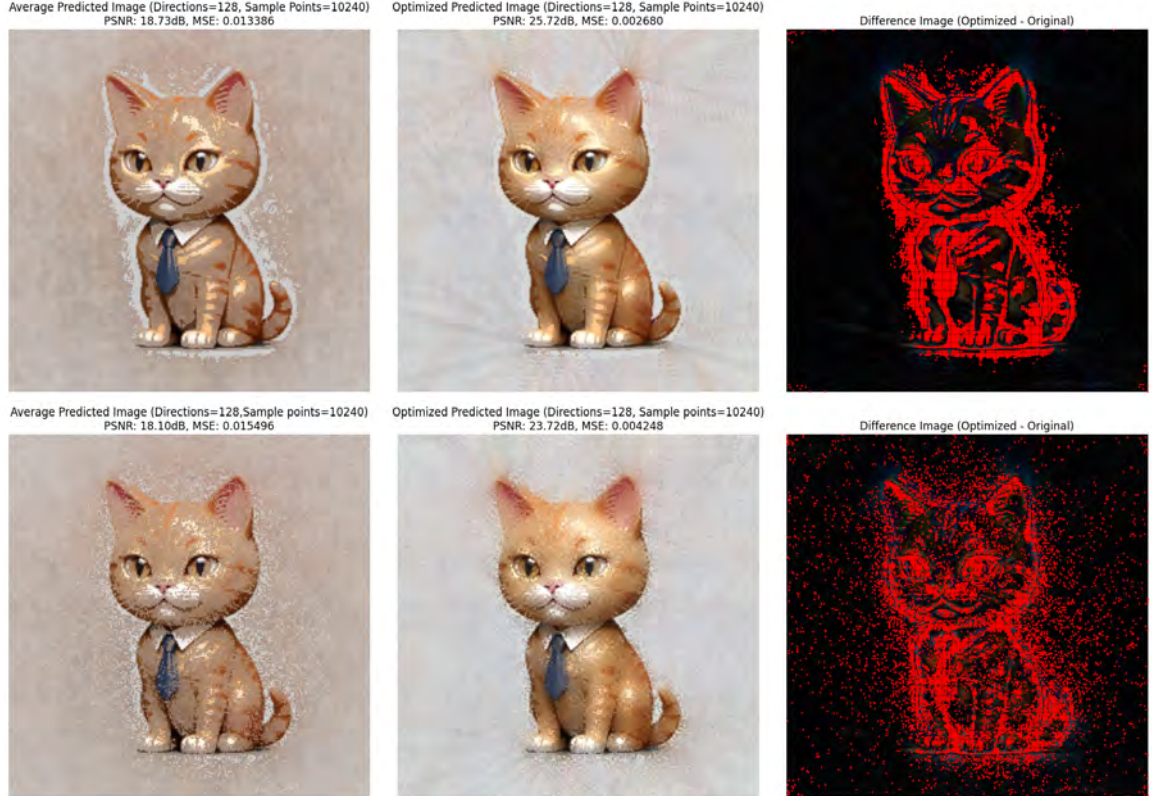 Average Predicted Image (Directions=128, Sample Points=10240)
PSNR: 18.73dB, MSE: 0.013386
Optimized Predicted Image (Directions=128, Sample Points=10240)
PSNR: 25.72dB, MSE: 0.002680
Difference Image (Optimized - Original)
Average Predicted Image (Directions=128,Sample points=10240)
PSNR: 18.10dB, MSE: 0.015496
Optimized Predicted Image (Directions=128, Sample points=10240)
PSNR: 23.72dB, MSE: 0.004248
Difference Image (Optimized - Original)